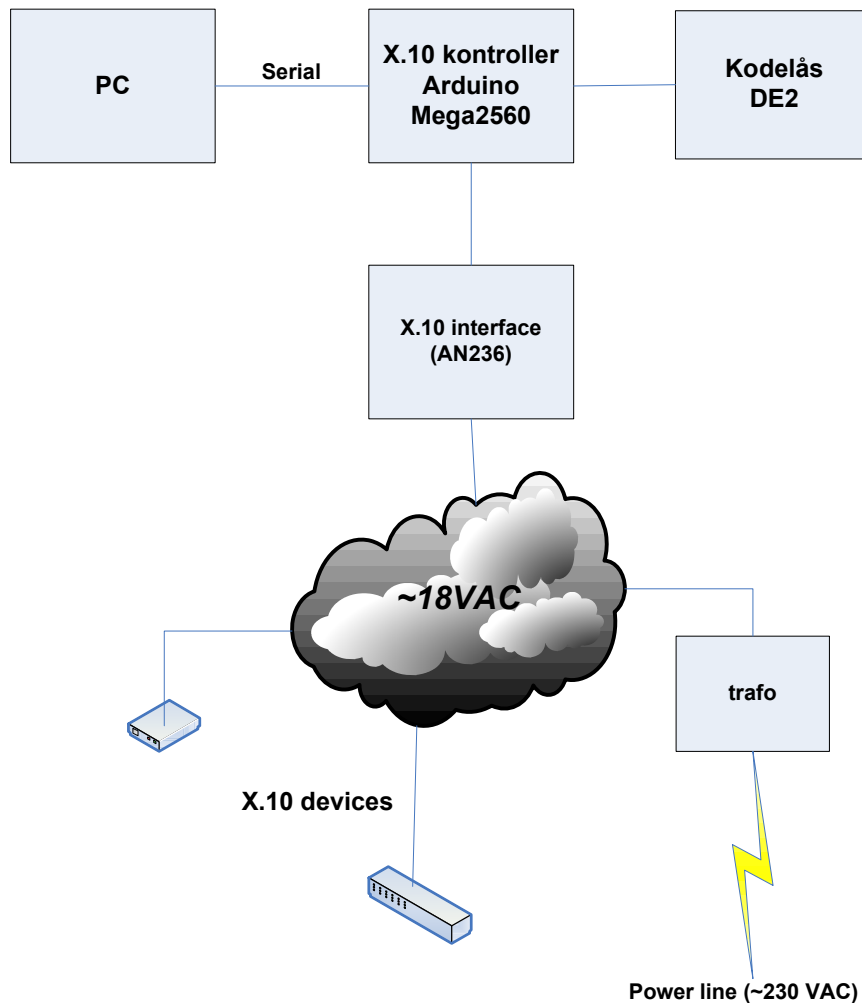 PC
Serial
X.10 kontroller
Arduino
Mega2560
Kodelås
DE2
X.10 interface
(AN236)
~18VAC
trafo
X.10 devices
Power line (~230 VAC)